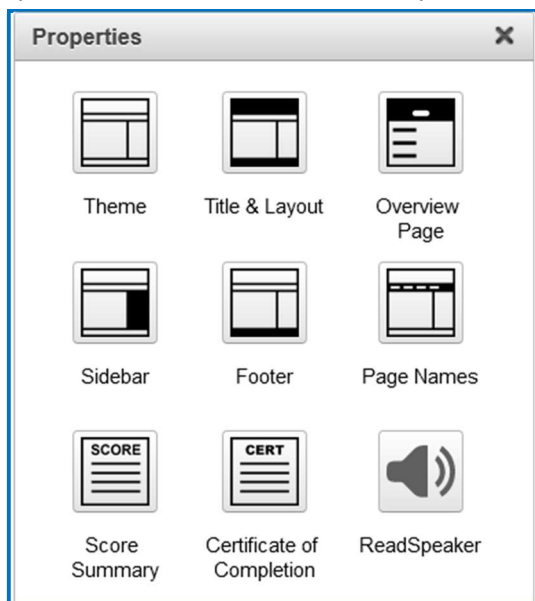 Properties
Theme
Title & Layout
Overview
Page
Sidebar
Footer
Page Names
SCORE
Score
Summary
CERT
Certificate of
Completion
ReadSpeaker